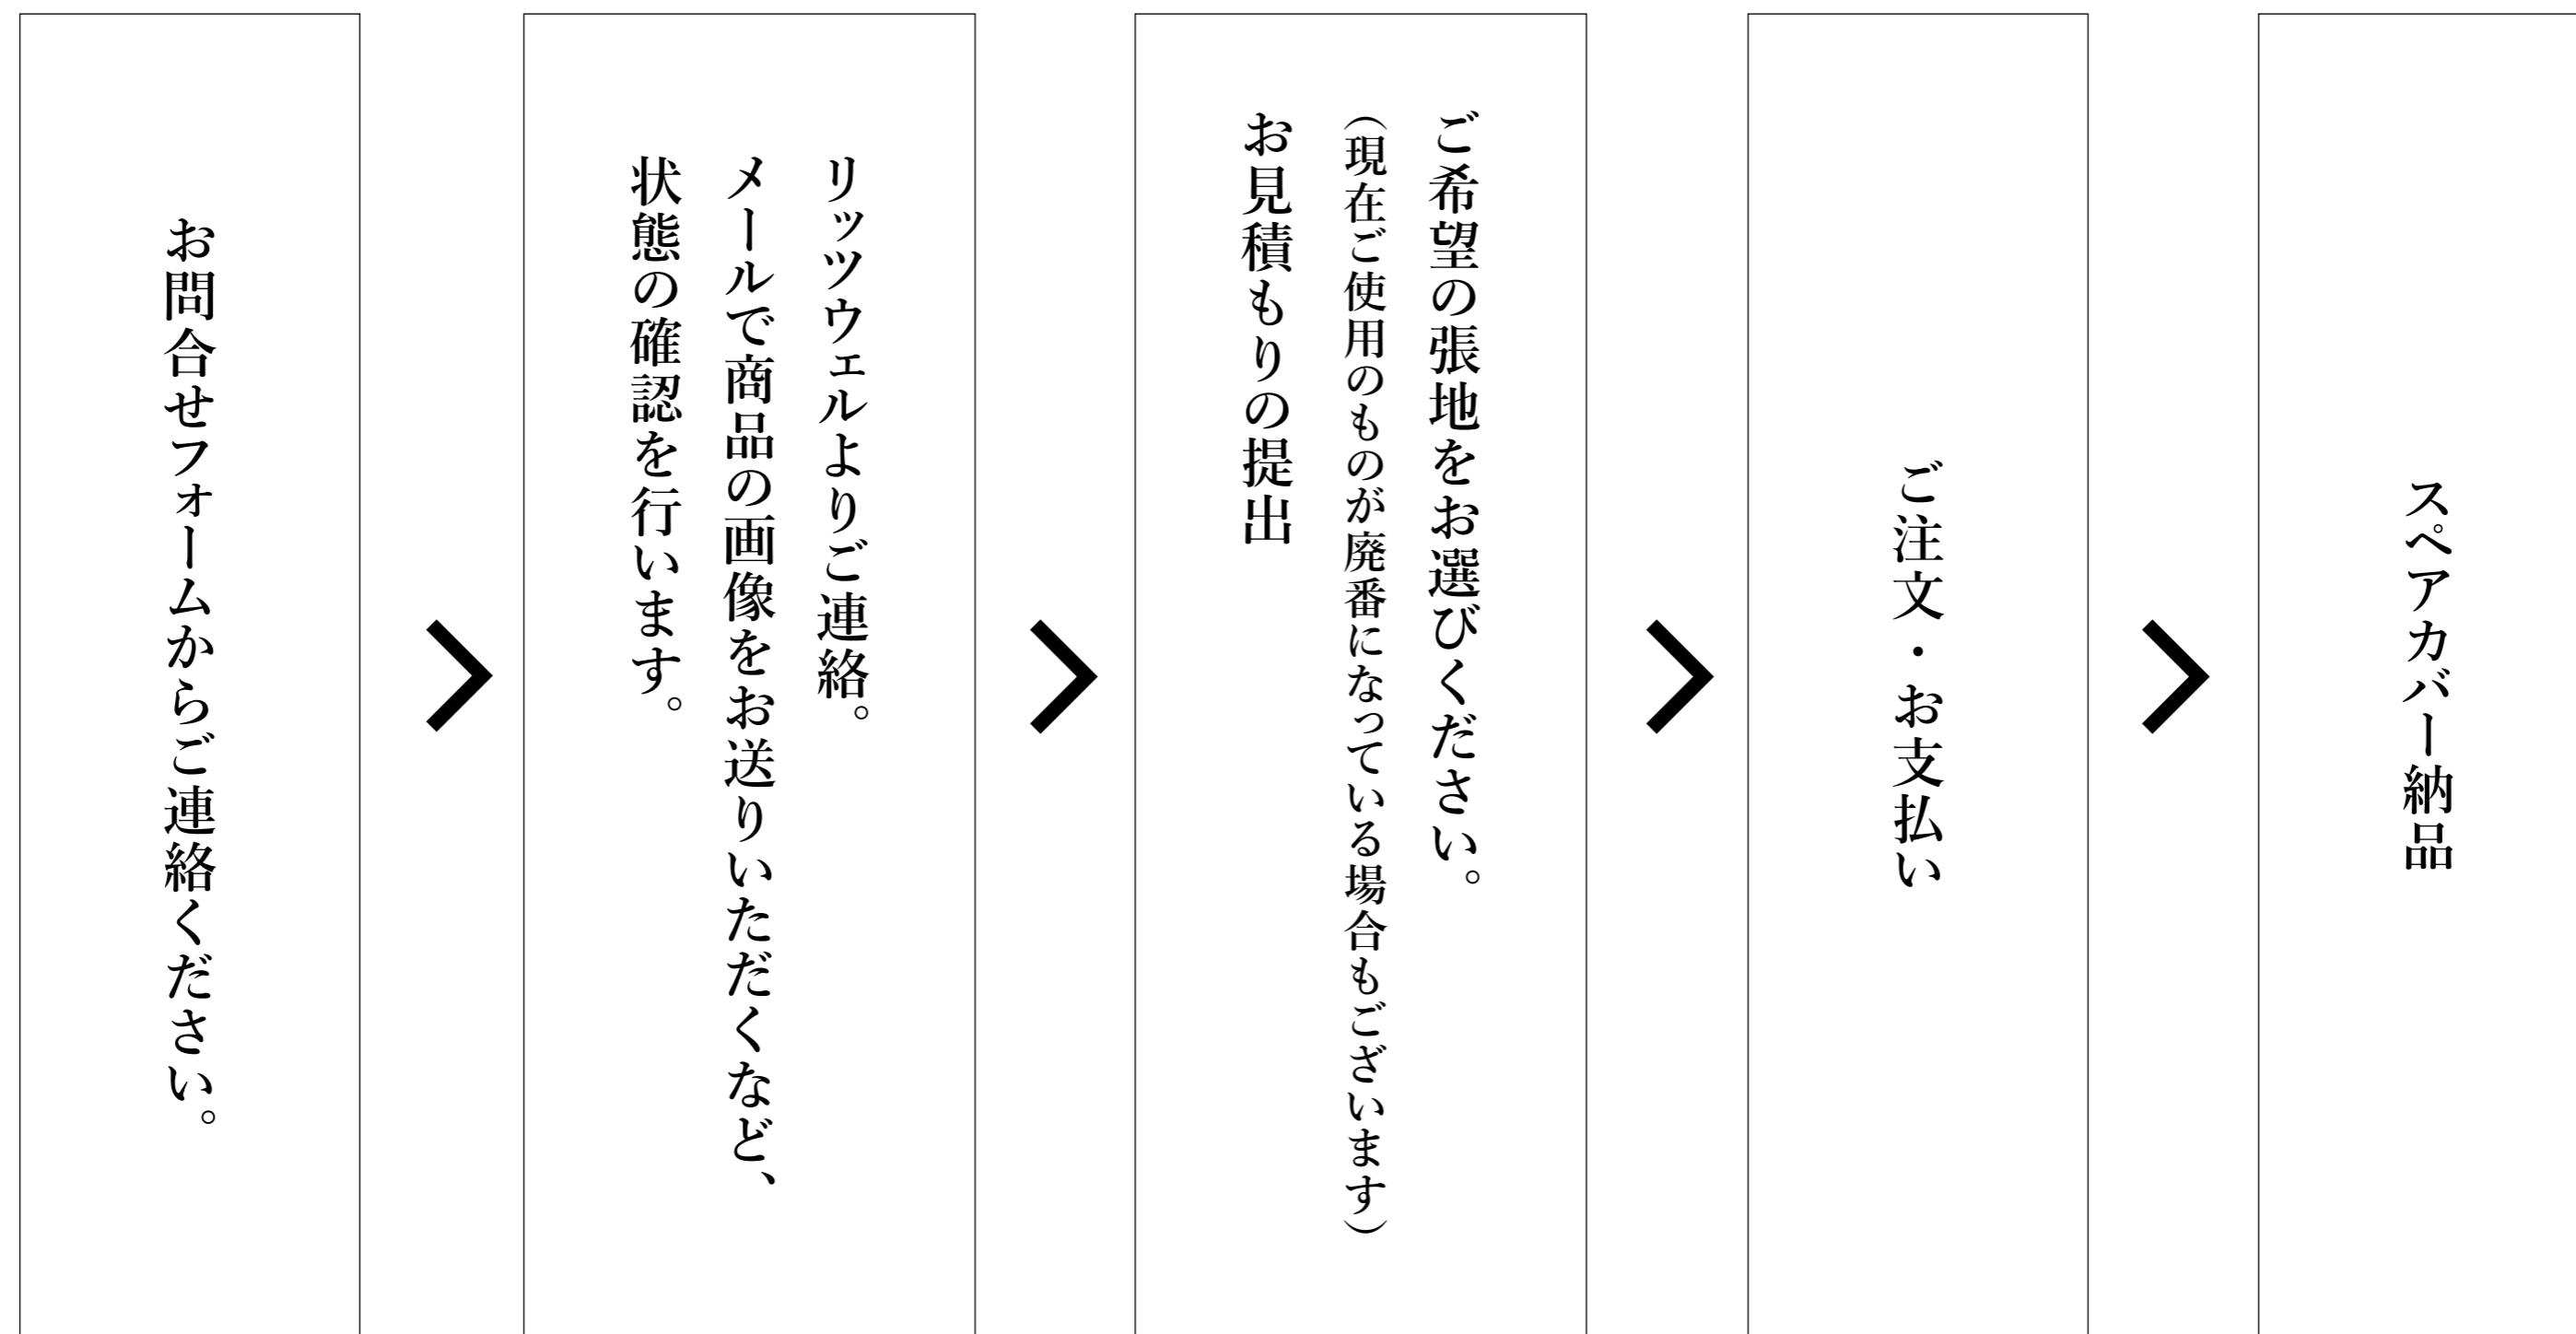 お問合せフォームからご連絡ください。
リッツウェルよりご連絡。
メールで商品の画像をお送りいただくなど、
状態の確認を行います。
ご希望の張地をお選びください。
(現在ご使用のものが廃番になっている場合もございます)
お見積もりの提出
ご注文・お支払い
スペアカバー納品